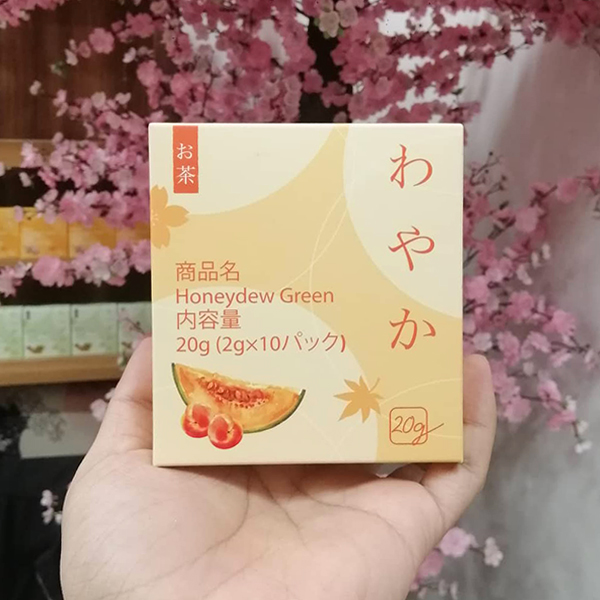 お茶
わやか
商品名
Honeydew Green
内容量
20g (2g×10パック)
20g